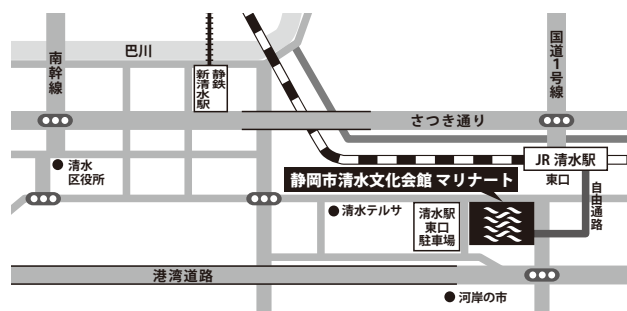 巴川
南幹線
静鉄
新清水駅
国道1号線
さつき通り
清水
区役所
JR 清水駅
東口
静岡市清水文化会館 マリナート
自由通路
清水テルサ
清水駅
東口
駐車場
港湾道路
河岸の市